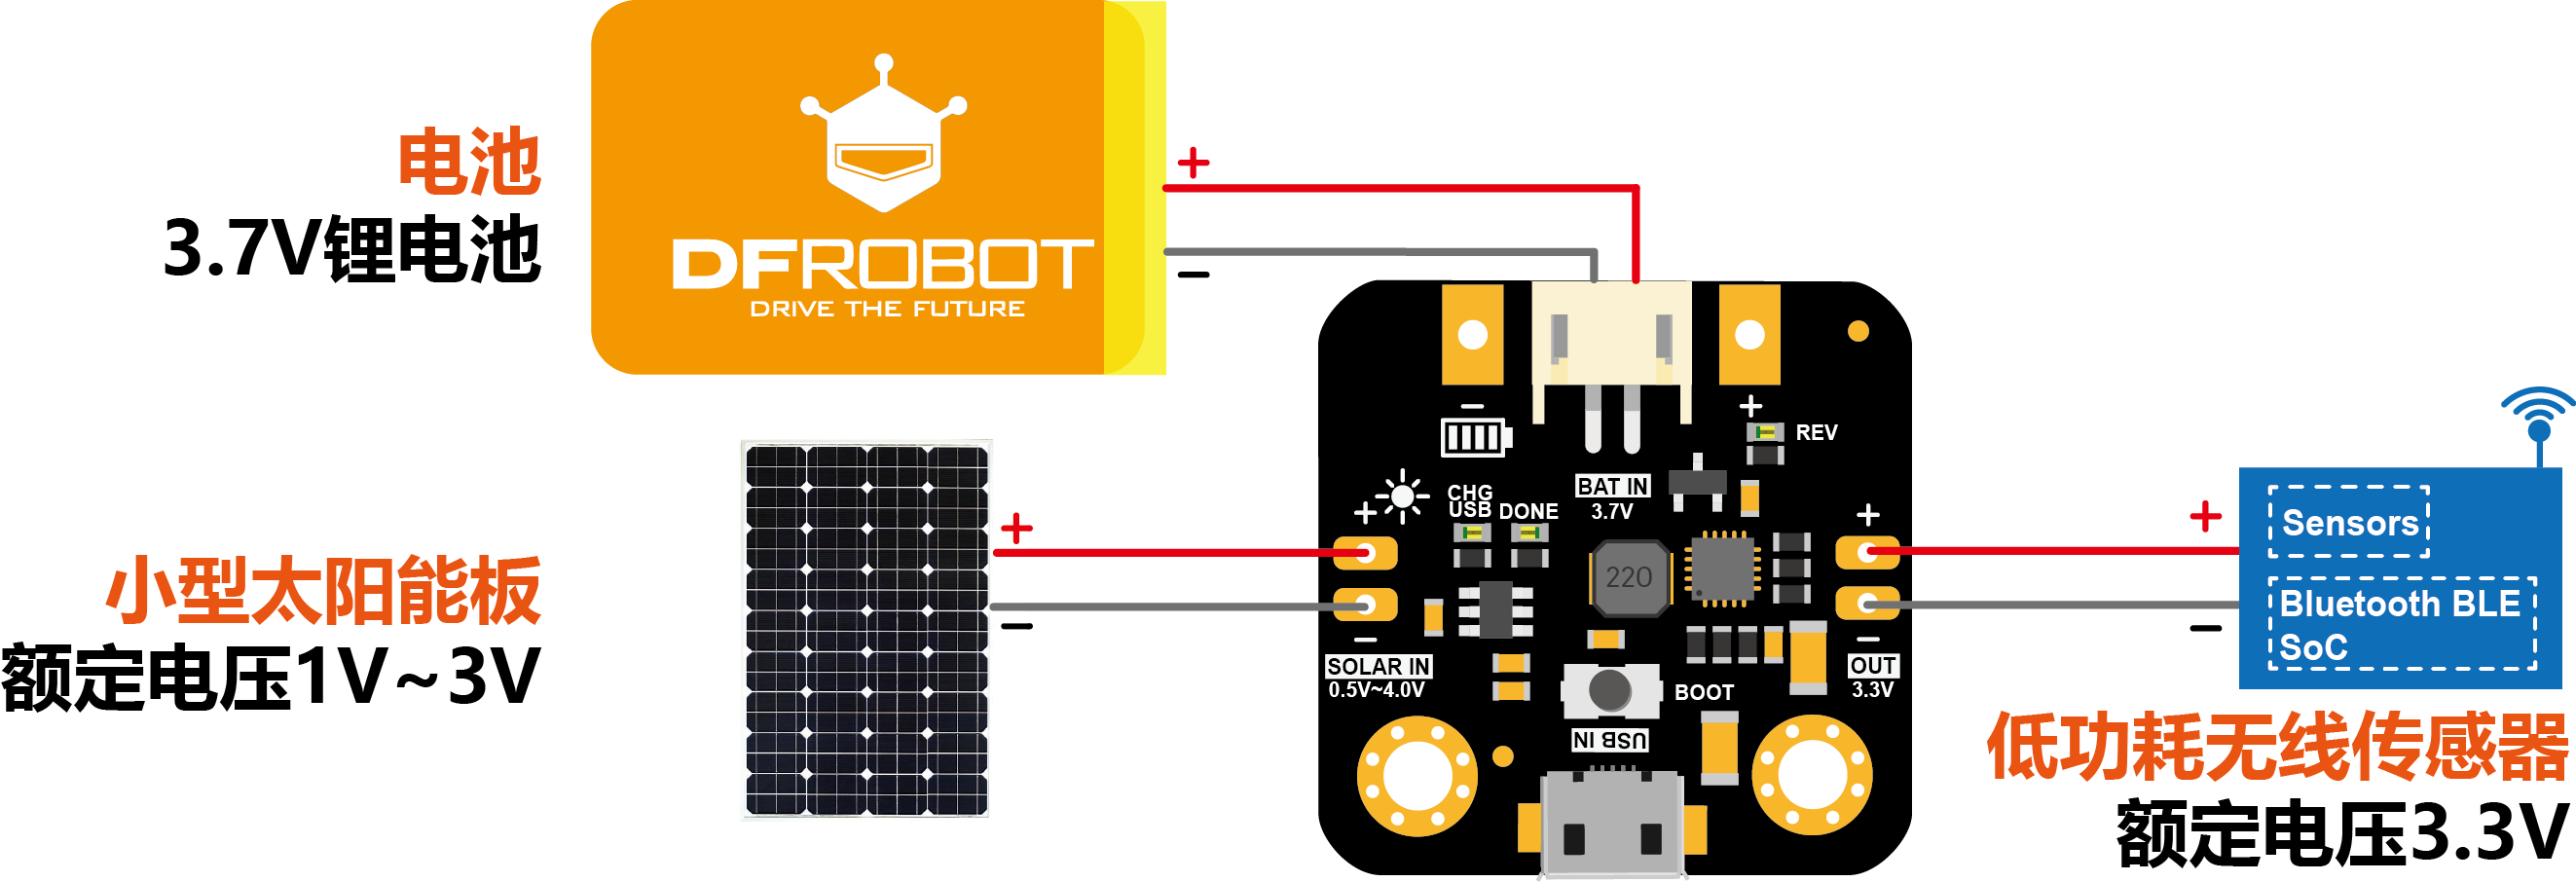 电池
3.7V锂电池
DFROBOT
DRIVE THE FUTURE
+
−
小型太阳能板
额定电压1V~3V
+
−
−
+
REV
CHG
USB
DONE
BAT IN
3.7V
+
−
SOLAR IN
0.5V~4.0V
220
BOOT
USB IN
+
−
OUT
3.3V
+
−
Sensors
Bluetooth BLE
SoC
低功耗无线传感器
额定电压3.3V